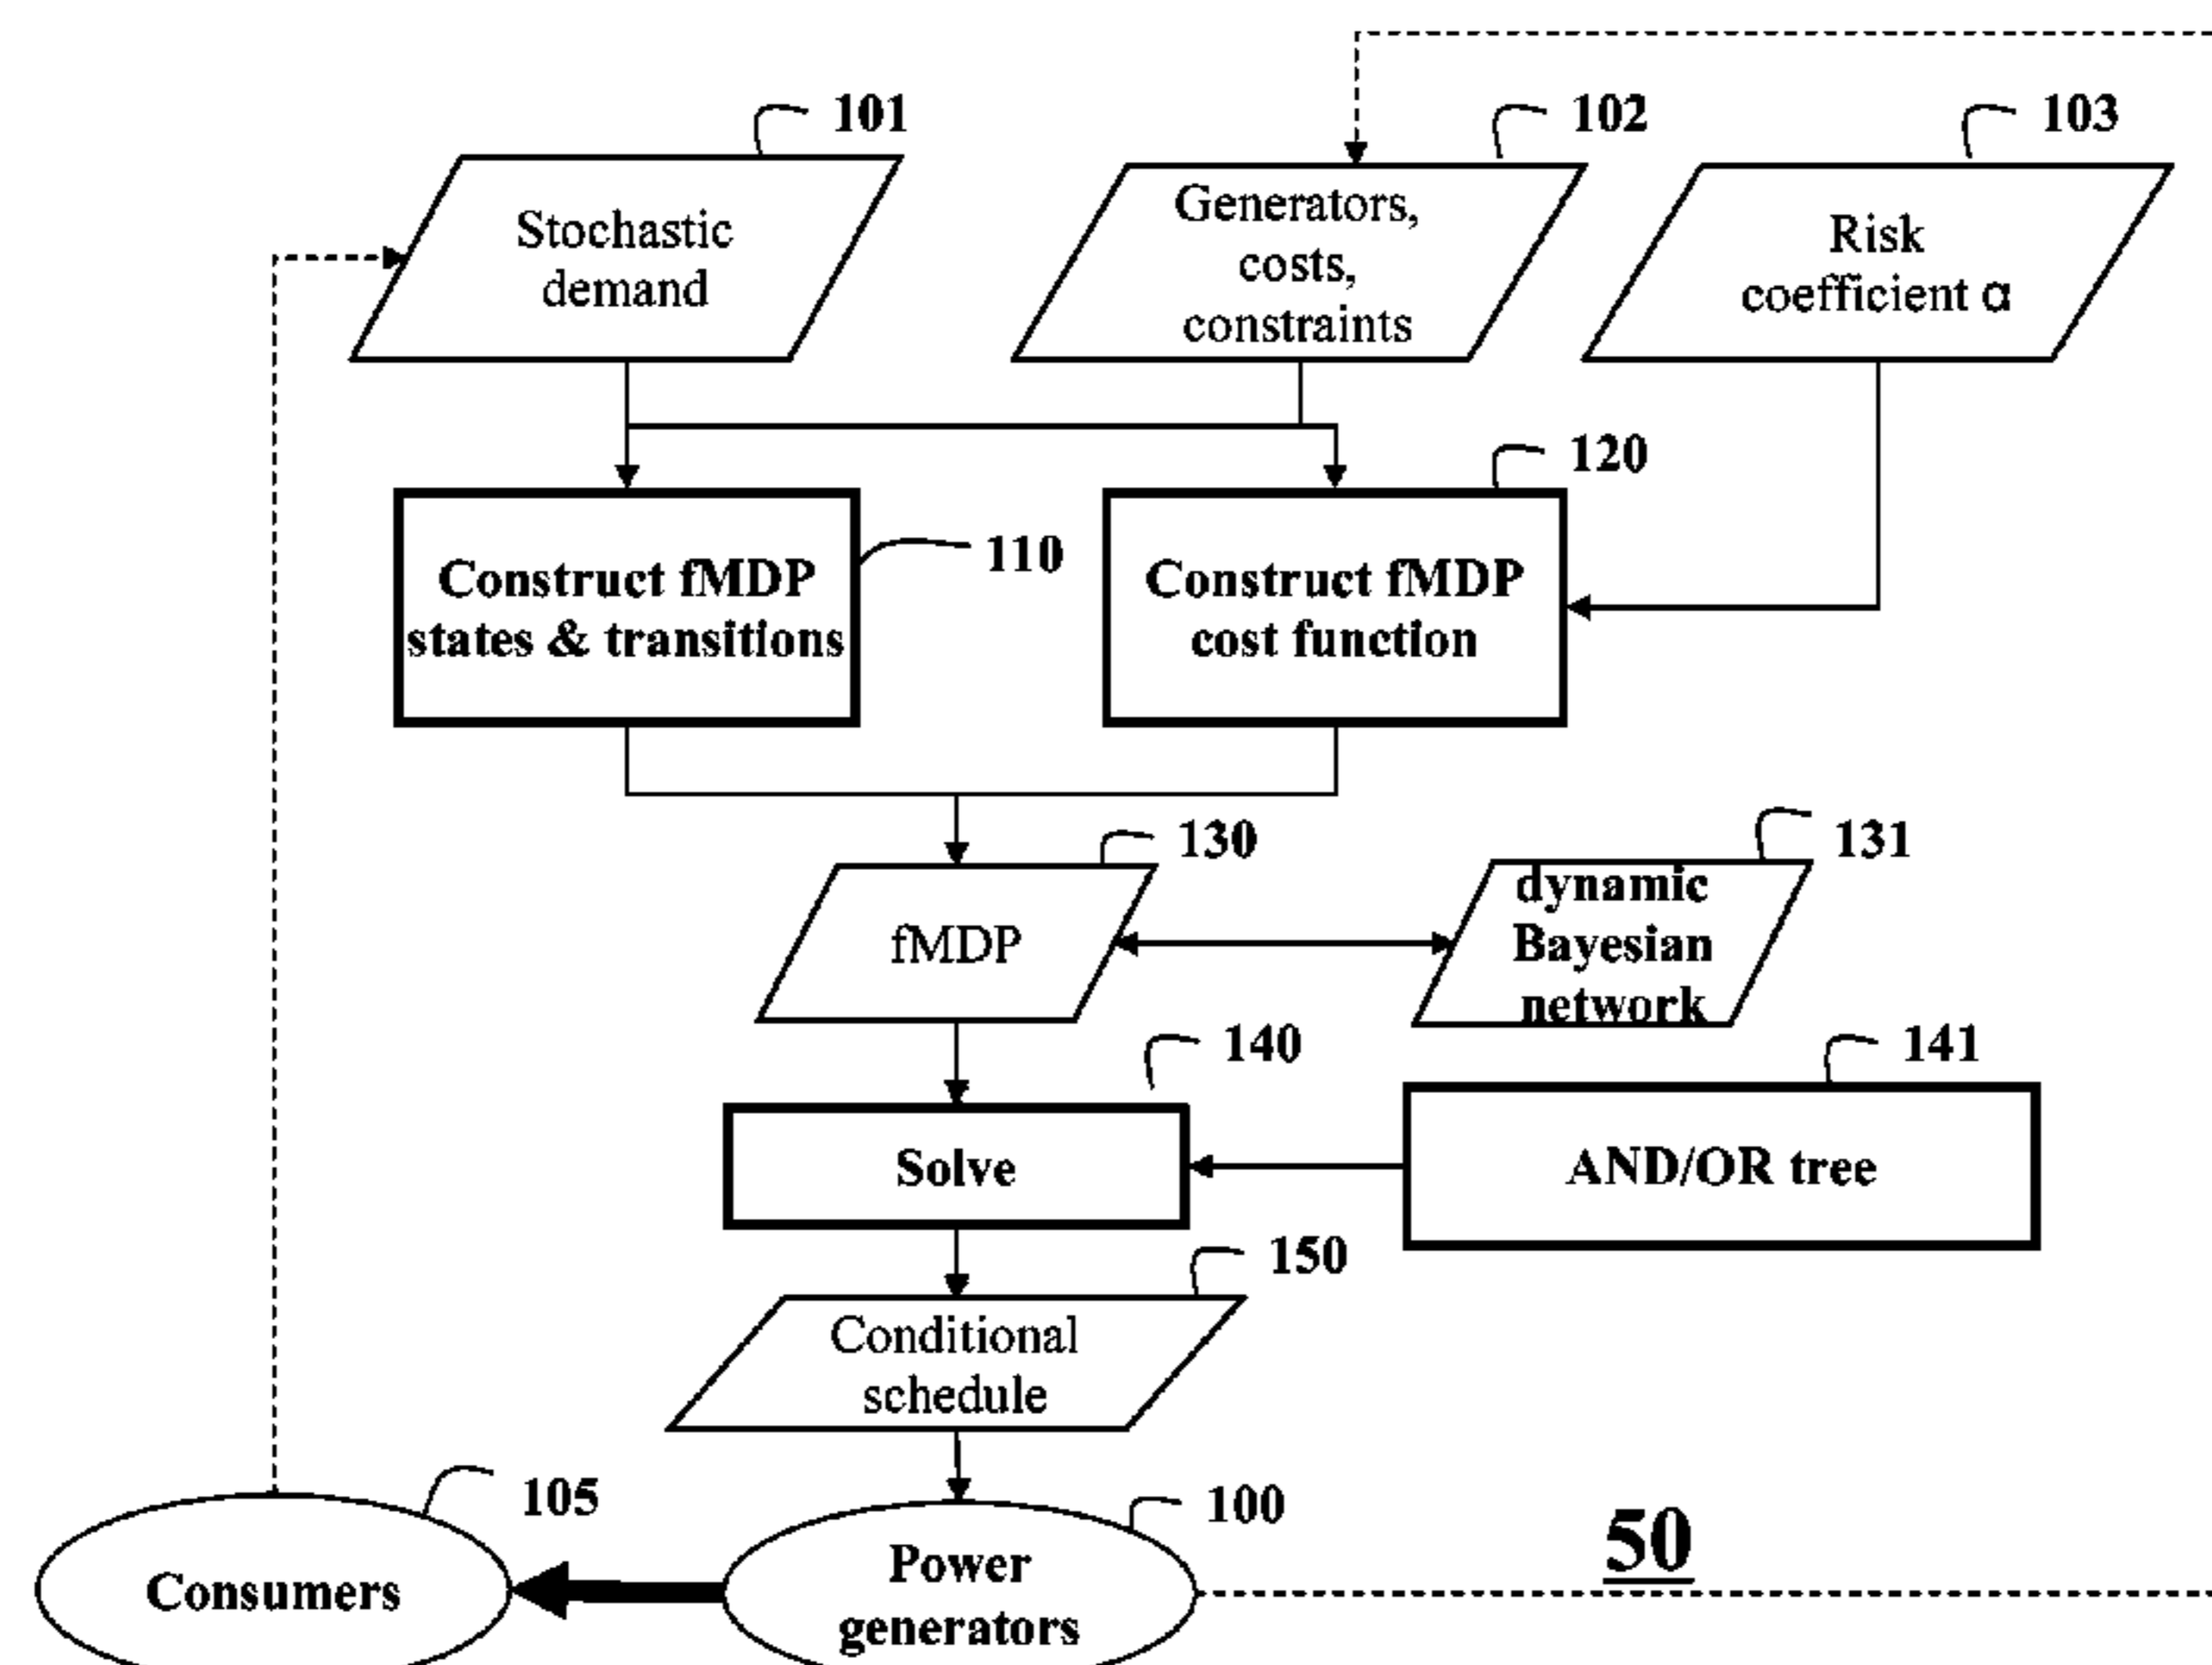 101
102
103
Stochastic
demand
Generators,
costs,
constraints
Risk
coefficient α
120
110
Construct fMDP
states & transitions
Construct fMDP
cost function
130
131
fMDP
dynamic
Bayesian
network
140
141
Solve
AND/OR tree
150
Conditional
schedule
105
100
50
Consumers
Power
generators